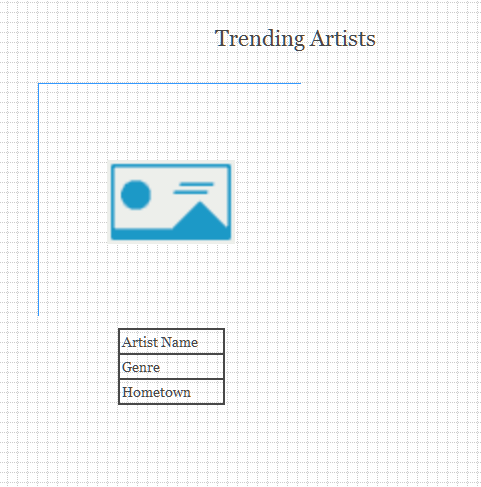 Trending Artists
Artist Name
Genre
Hometown